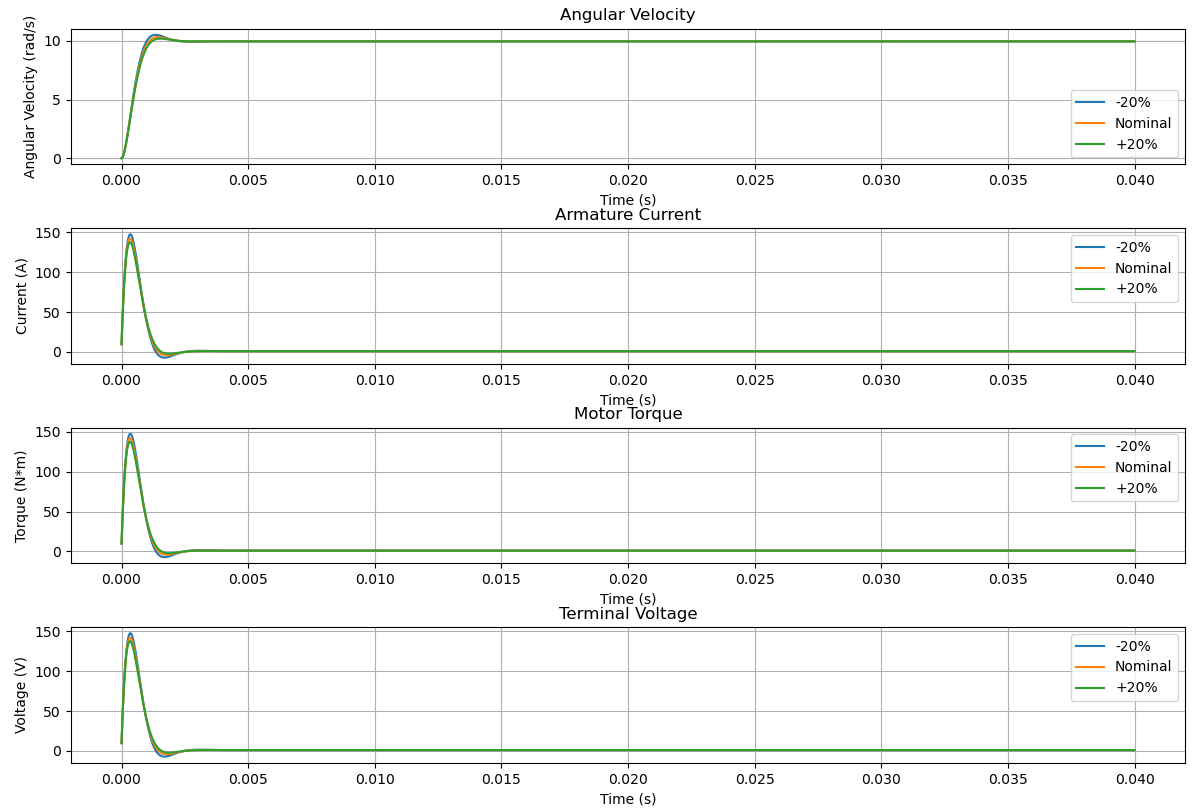 Angular Velocity
Angular Velocity (rad/s)
10
5
0
-20%
Nominal
+20%
0.000 0.005 0.010 0.015 0.020 0.025 0.030 0.035 0.040
Time (s)
Armature Current
Current (A)
150
100
50
0
-20%
Nominal
+20%
0.000 0.005 0.010 0.015 0.020 0.025 0.030 0.035 0.040
Time (s)
Motor Torque
Torque (N*m)
150
100
50
0
-20%
Nominal
+20%
0.000 0.005 0.010 0.015 0.020 0.025 0.030 0.035 0.040
Time (s)
Terminal Voltage
Voltage (V)
150
100
50
0
-20%
Nominal
+20%
0.000 0.005 0.010 0.015 0.020 0.025 0.030 0.035 0.040
Time (s)